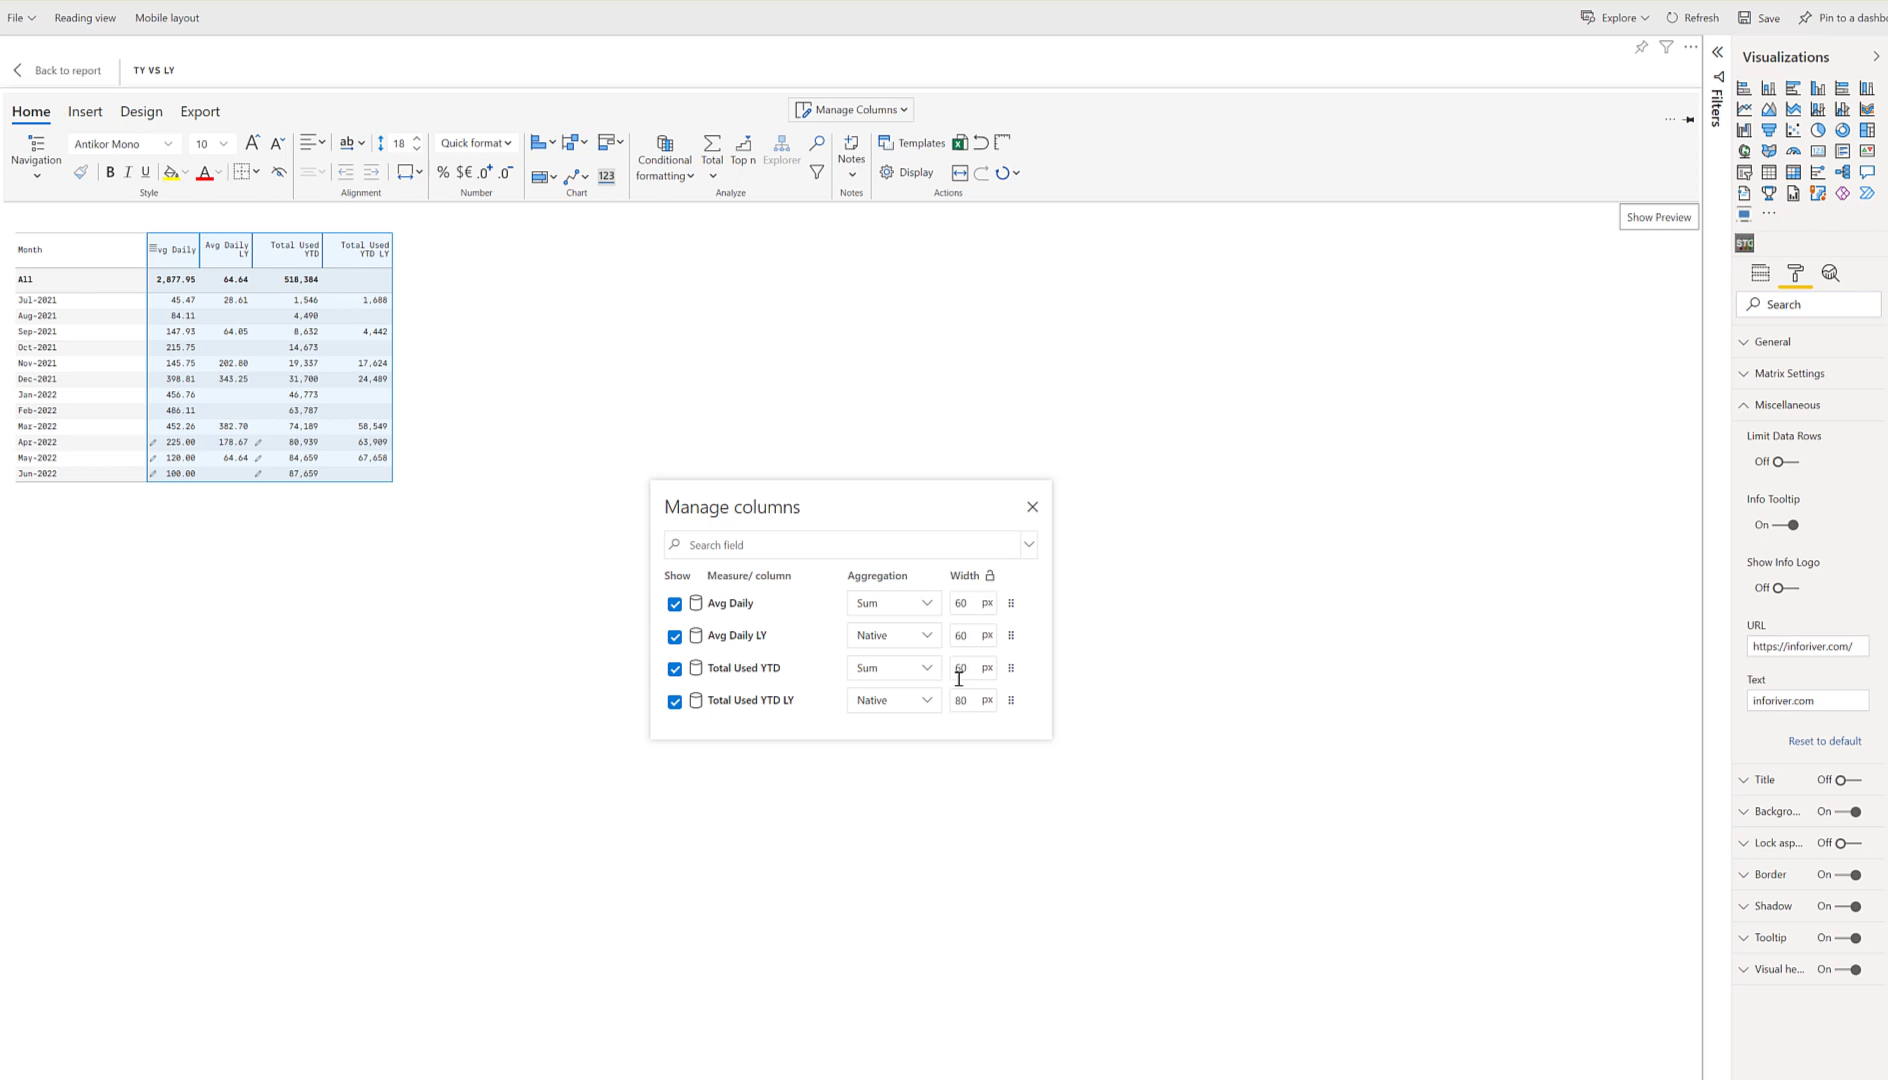 File Reading view Mobile layout Explore Refresh Save Pin to a dashbo
Back to report TY VS LY
Home Insert Design Export Manage Columns
Navigation Antikor Mono 10 ab 18 Quick format Conditional formatting Total Top n Explorer Notes Templates
B I U A % $€ .0 .0 123 Display
Style Alignment Number Chart Analyze Notes Actions
Show Preview
Month vg Daily Avg Daily LY Total Used YTD Total Used YTD LY
All 2,877.95 64.64 518,384
Jul-2021 45.47 28.61 1,546 1,688
Aug-2021 84.11 4,490
Sep-2021 147.93 64.05 8,632 4,442
Oct-2021 215.75 14,673
Nov-2021 145.75 202.80 19,337 17,624
Dec-2021 398.81 343.25 31,700 24,489
Jan-2022 456.76 46,773
Feb-2022 486.11 63,787
Mar-2022 452.26 382.70 74,189 58,549
Apr-2022 225.00 178.67 80,939 63,909
May-2022 120.00 64.64 84,659 67,658
Jun-2022 100.00 87,659
Manage columns
Search field
Show Measure/ column Aggregation Width
Avg Daily Sum 60 px
Avg Daily LY Native 60 px
Total Used YTD Sum 60 px
Total Used YTD LY Native 80 px
Filters
Visualizations
STC
Search
General
Matrix Settings
Miscellaneous
Limit Data Rows
Off
Info Tooltip
On
Show Info Logo
Off
URL
https://inforiver.com/
Text
inforiver.com
Reset to default
Title Off
Backgro... On
Lock asp... Off
Border On
Shadow On
Tooltip On
Visual he... On